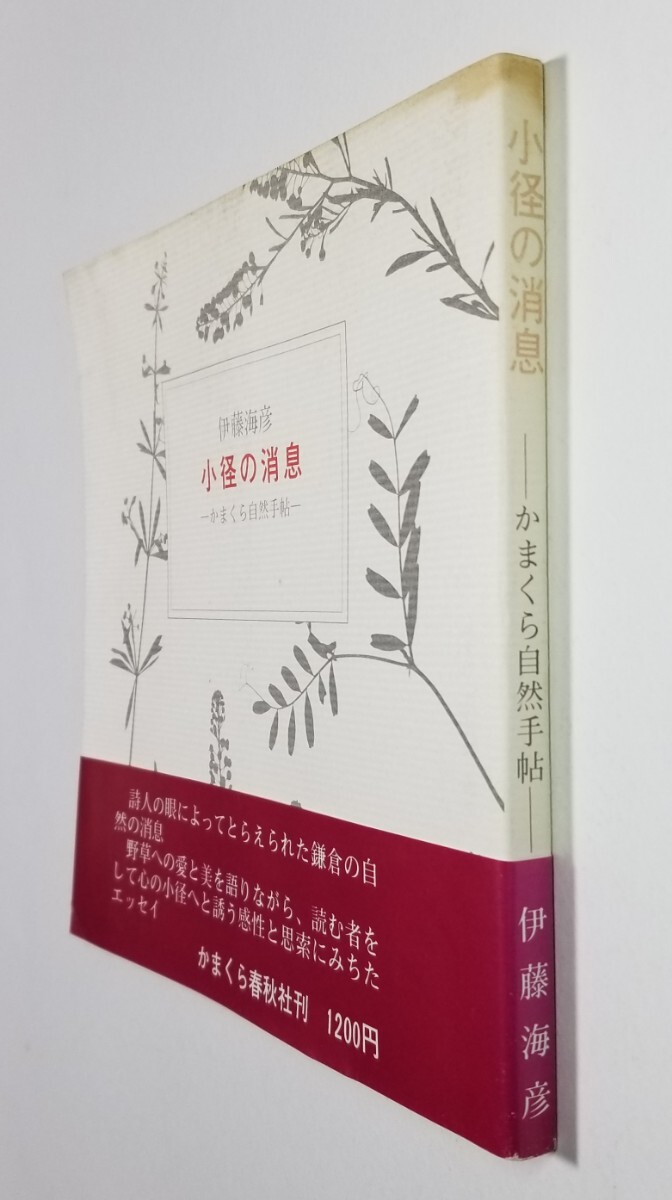 伊藤海彦
小径の消息
―かまくら自然手帖―
詩人の眼によってとらえられた鎌倉の自
然の消息
野草への愛と美を語りながら、読む者を
して心の小径へと誘う感性と思索にみちた
エッセイ
かまくら春秋社刊 1200円
小径の消息
―かまくら自然手帖―
伊藤海彦